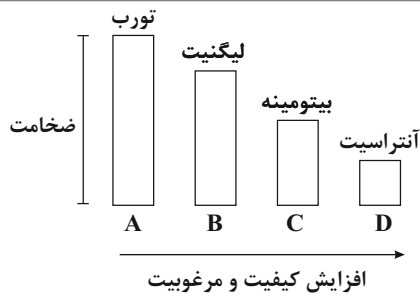 تورب
لیگنیت
بیتومینه
آنتراسیت
ضخامت
A B C D
افزایش کیفیت و مرغوبیت